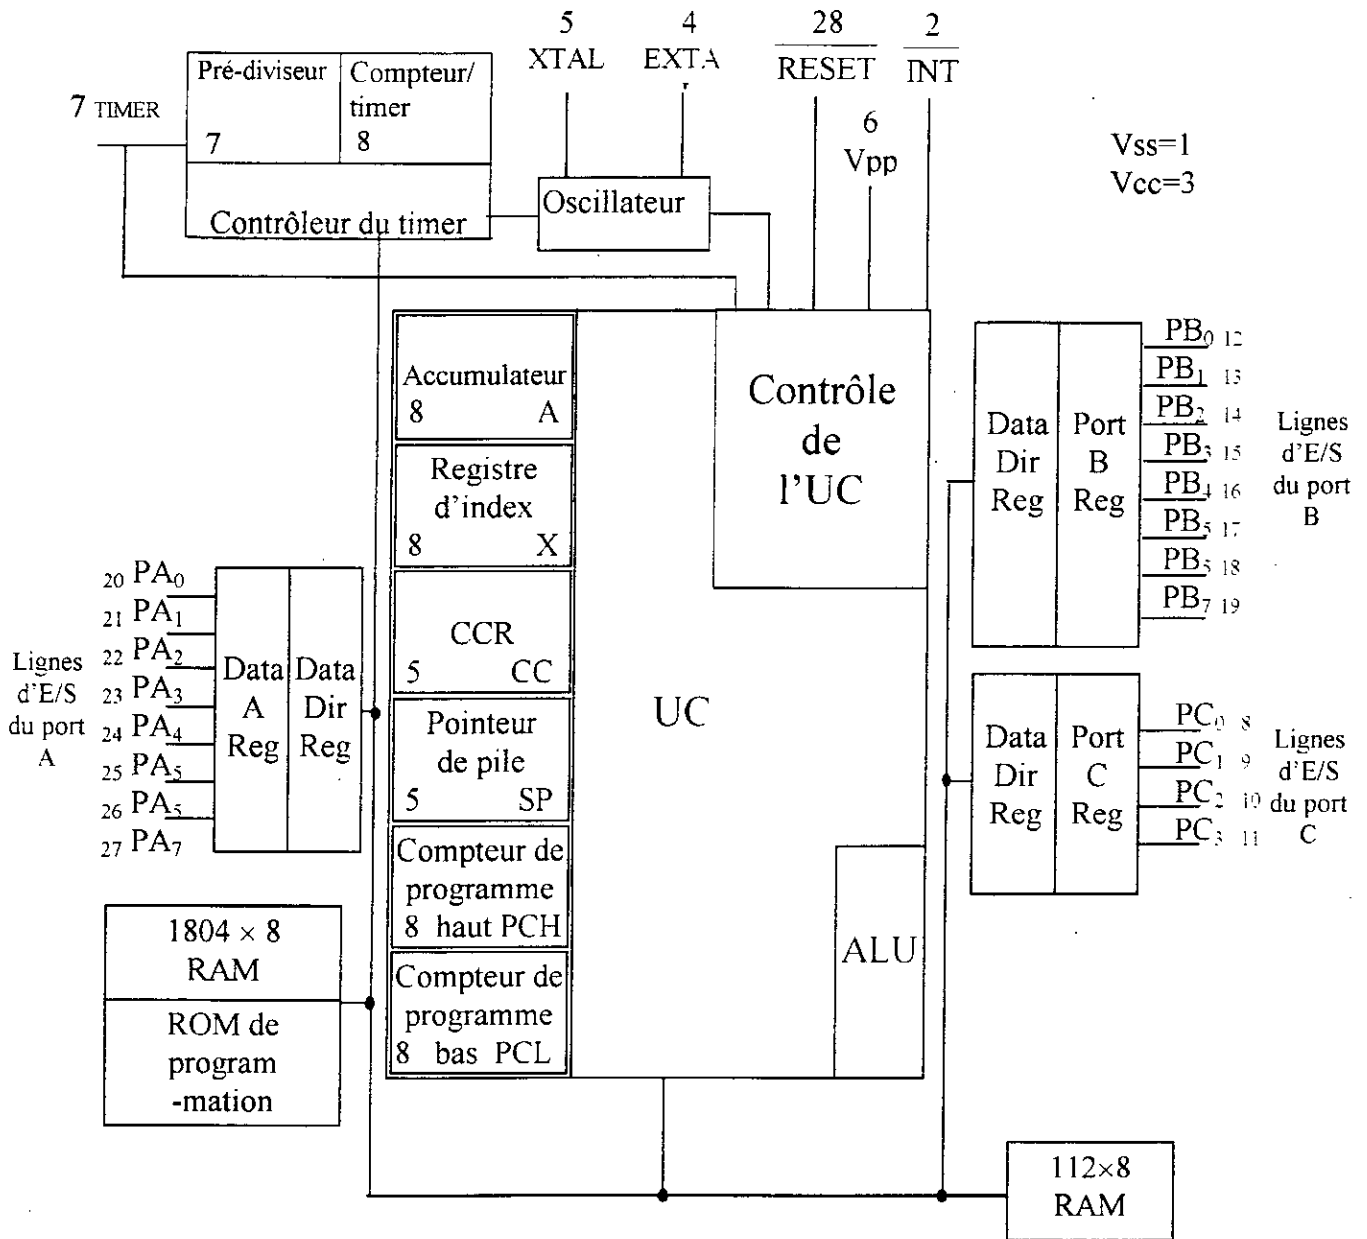 5 4 28 2
XTAL EXTA RESET INT
Pré-diviseur
7
Compteur/
timer
8
7 TIMER
6
Vpp
Vss=1
Vcc=3
Contrôleur du timer
Oscillateur
Accumulateur
8 A
Registre
d'index
8 X
CCR
5 CC
Pointeur
de pile
5 SP
Compteur de
programme
8 haut PCH
Compteur de
programme
8 bas PCL
Contrôle
de
l'UC
UC
ALU
Data
Dir
Reg
Port
B
Reg
PB0 12
PB1 13
PB2 14
PB3 15
PB4 16
PB5 17
PB5 18
PB7 19
Lignes
d'E/S
du port
B
20 PA0
21 PA1
22 PA2
23 PA3
24 PA4
25 PA5
26 PA5
27 PA7
Lignes
d'E/S
du port
A
Data
A
Reg
Data
Dir
Reg
Data
Dir
Reg
Port
C
Reg
PC0 8
PC1 9
PC2 10
PC3 11
Lignes
d'E/S
du port
C
1804 × 8
RAM
ROM de
program
-mation
112×8
RAM